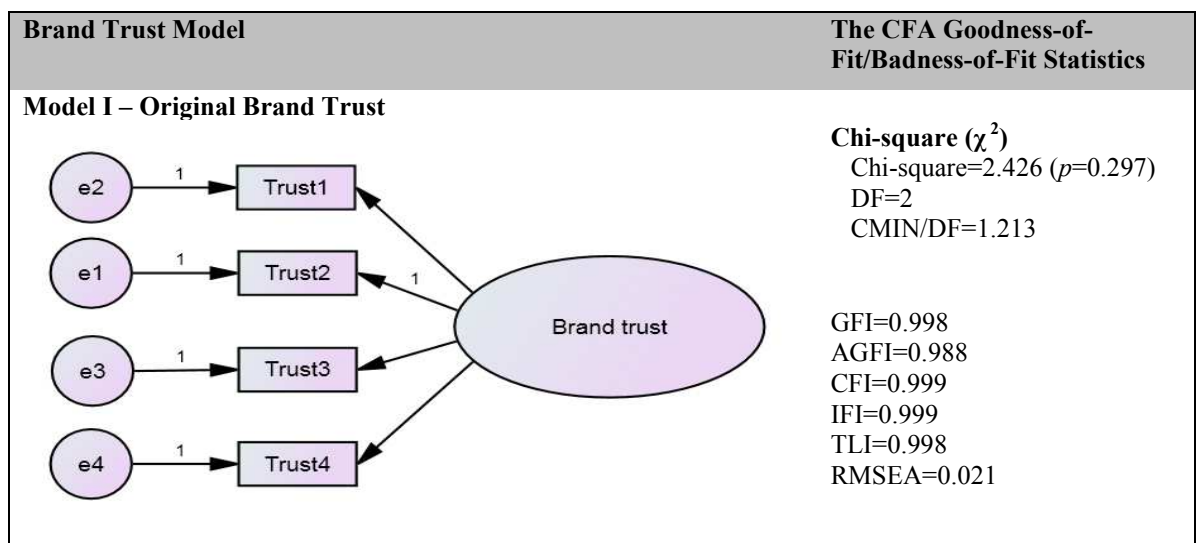 Brand Trust Model
The CFA Goodness-of-
Fit/Badness-of-Fit Statistics
Model I – Original Brand Trust
e2
1
Trust1
e1
1
Trust2
1
e3
1
Trust3
e4
1
Trust4
Brand trust
Chi-square (χ²)
Chi-square=2.426 (p=0.297)
DF=2
CMIN/DF=1.213
GFI=0.998
AGFI=0.988
CFI=0.999
IFI=0.999
TLI=0.998
RMSEA=0.021